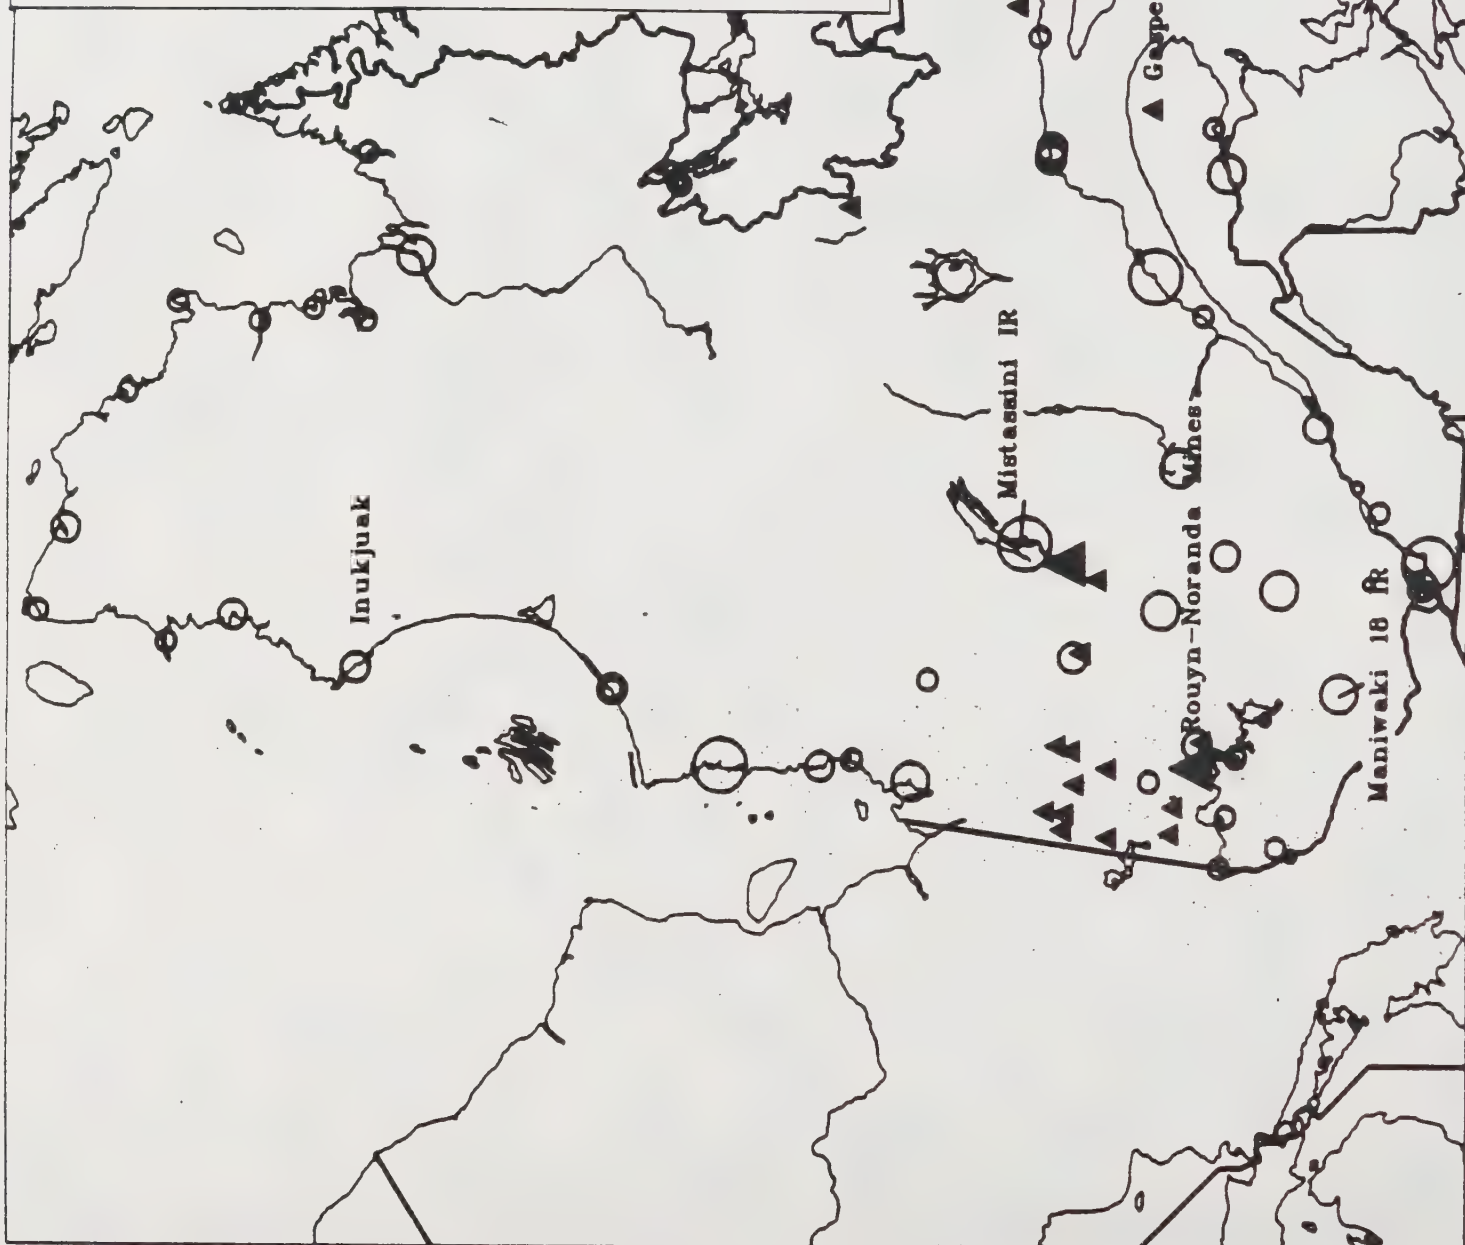 Inukjuak
Mistassini IR
Gaspe
Rouyn-Noranda Mines
Maniwaki 18 IR